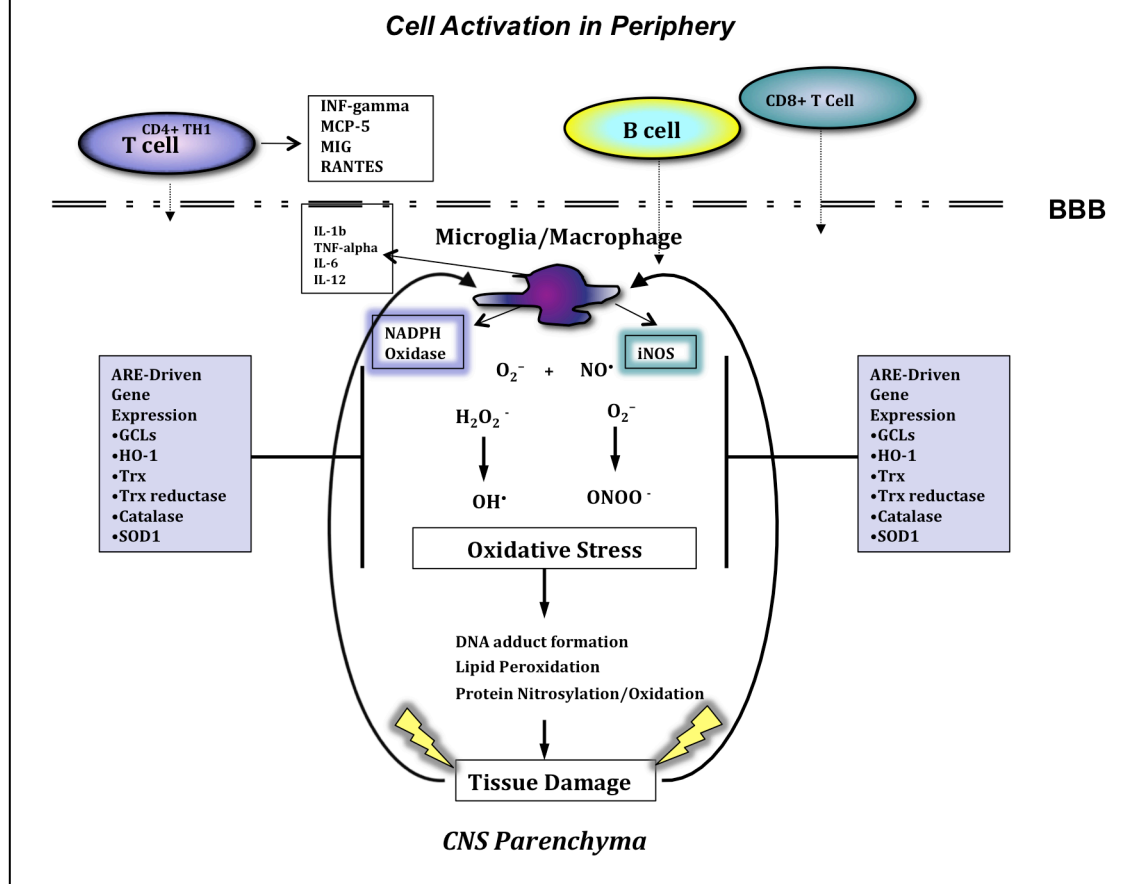 Cell Activation in Periphery
CD4+ TH1
T cell
INF-gamma
MCP-5
MIG
RANTES
B cell
CD8+ T Cell
BBB
IL-1b
TNF-alpha
IL-6
IL-12
Microglia/Macrophage
NADPH
Oxidase
iNOS
O₂⁻ + NO•
H₂O₂ ⁻
O₂⁻
OH•
ONOO ⁻
ARE-Driven
Gene
Expression
•GCLs
•HO-1
•Trx
•Trx reductase
•Catalase
•SOD1
ARE-Driven
Gene
Expression
•GCLs
•HO-1
•Trx
•Trx reductase
•Catalase
•SOD1
Oxidative Stress
DNA adduct formation
Lipid Peroxidation
Protein Nitrosylation/Oxidation
Tissue Damage
CNS Parenchyma